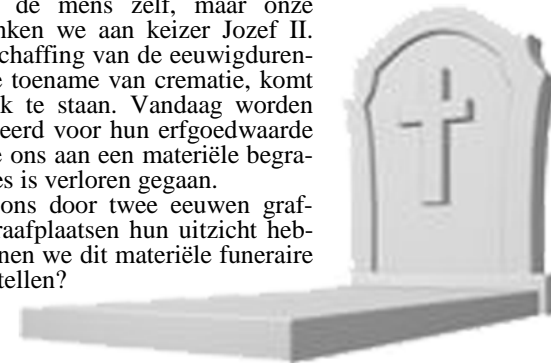 de mens zelf, maar onze
nken we aan keizer Jozef II.
chaffing van de eeuwigduren-
e toename van crematie, komt
k te staan. Vandaag worden
eerd voor hun erfgoedwaarde
e ons aan een materiële begra-
es is verloren gegaan.
ons door twee eeuwen graf-
raafplaatsen hun uitzicht heb-
nen we dit materiële funeraire
tellen?